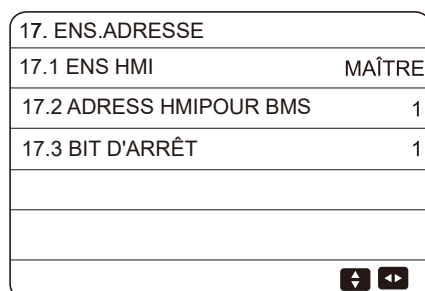 17. ENS.ADRESSE
17.1 ENS HMI MAÎTRE
17.2 ADRESS HMIPOUR BMS 1
17.3 BIT D'ARRÊT 1